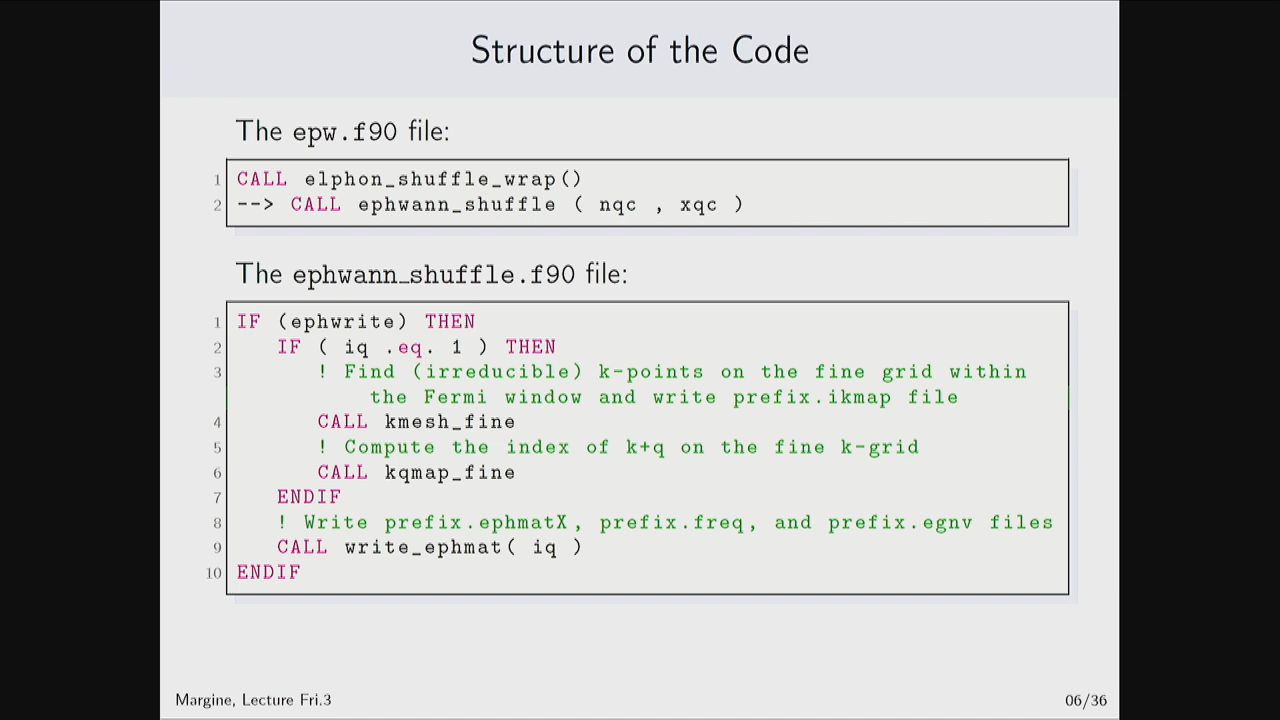 Structure of the Code
The epw.f90 file:
1 CALL elphon_shuffle_wrap()
2 --> CALL ephwann_shuffle ( nqc , xqc )
The ephwann_shuffle.f90 file:
1 IF (ephwrite) THEN
2 IF ( iq .eq. 1 ) THEN
3 ! Find (irreducible) k-points on the fine grid within
the Fermi window and write prefix.ikmap file
4 CALL kmesh_fine
5 ! Compute the index of k+q on the fine k-grid
6 CALL kqmap_fine
7 ENDIF
8 ! Write prefix.ephmatX, prefix.freq, and prefix.egnv files
9 CALL write_ephmat( iq )
10 ENDIF
Margine, Lecture Fri.3
06/36